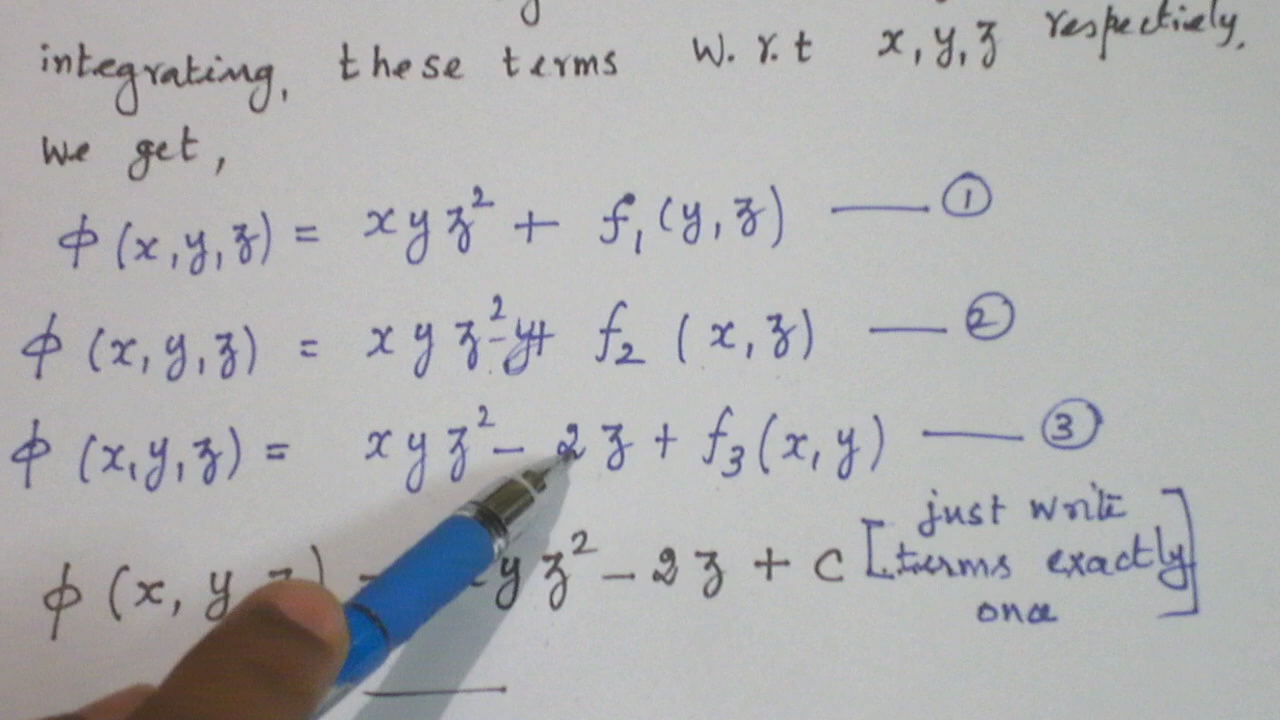 integrating, these terms w.r.t x, y, z respectively,
we get,
ϕ (x, y, z) = x y z² + f₁ (y, z) —— ①
ϕ (x, y, z) = x y z² - y + f₂ (x, z) —— ②
ϕ (x, y, z) = x y z² - 2 z + f₃ (x, y) —— ③
ϕ (x, y z) y z² - 2 z + c [just write
terms exactly
once]